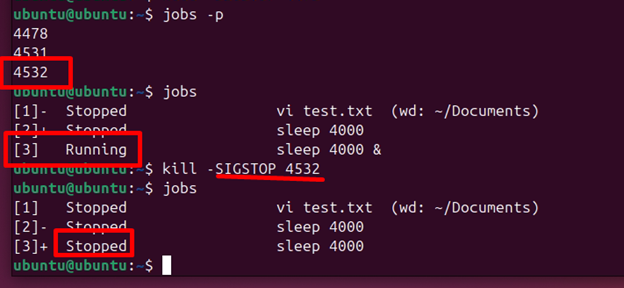 ubuntu@ubuntu:~$ jobs -p
4478
4531
4532
ubuntu@ubuntu:~$ jobs
[1]-  Stopped                 vi test.txt  (wd: ~/Documents)
[2]+  Stopped                 sleep 4000
[3]   Running                 sleep 4000 &
ubuntu@ubuntu:~$ kill -SIGSTOP 4532
ubuntu@ubuntu:~$ jobs
[1]   Stopped                 vi test.txt  (wd: ~/Documents)
[2]-  Stopped                 sleep 4000
[3]+  Stopped                 sleep 4000
ubuntu@ubuntu:~$